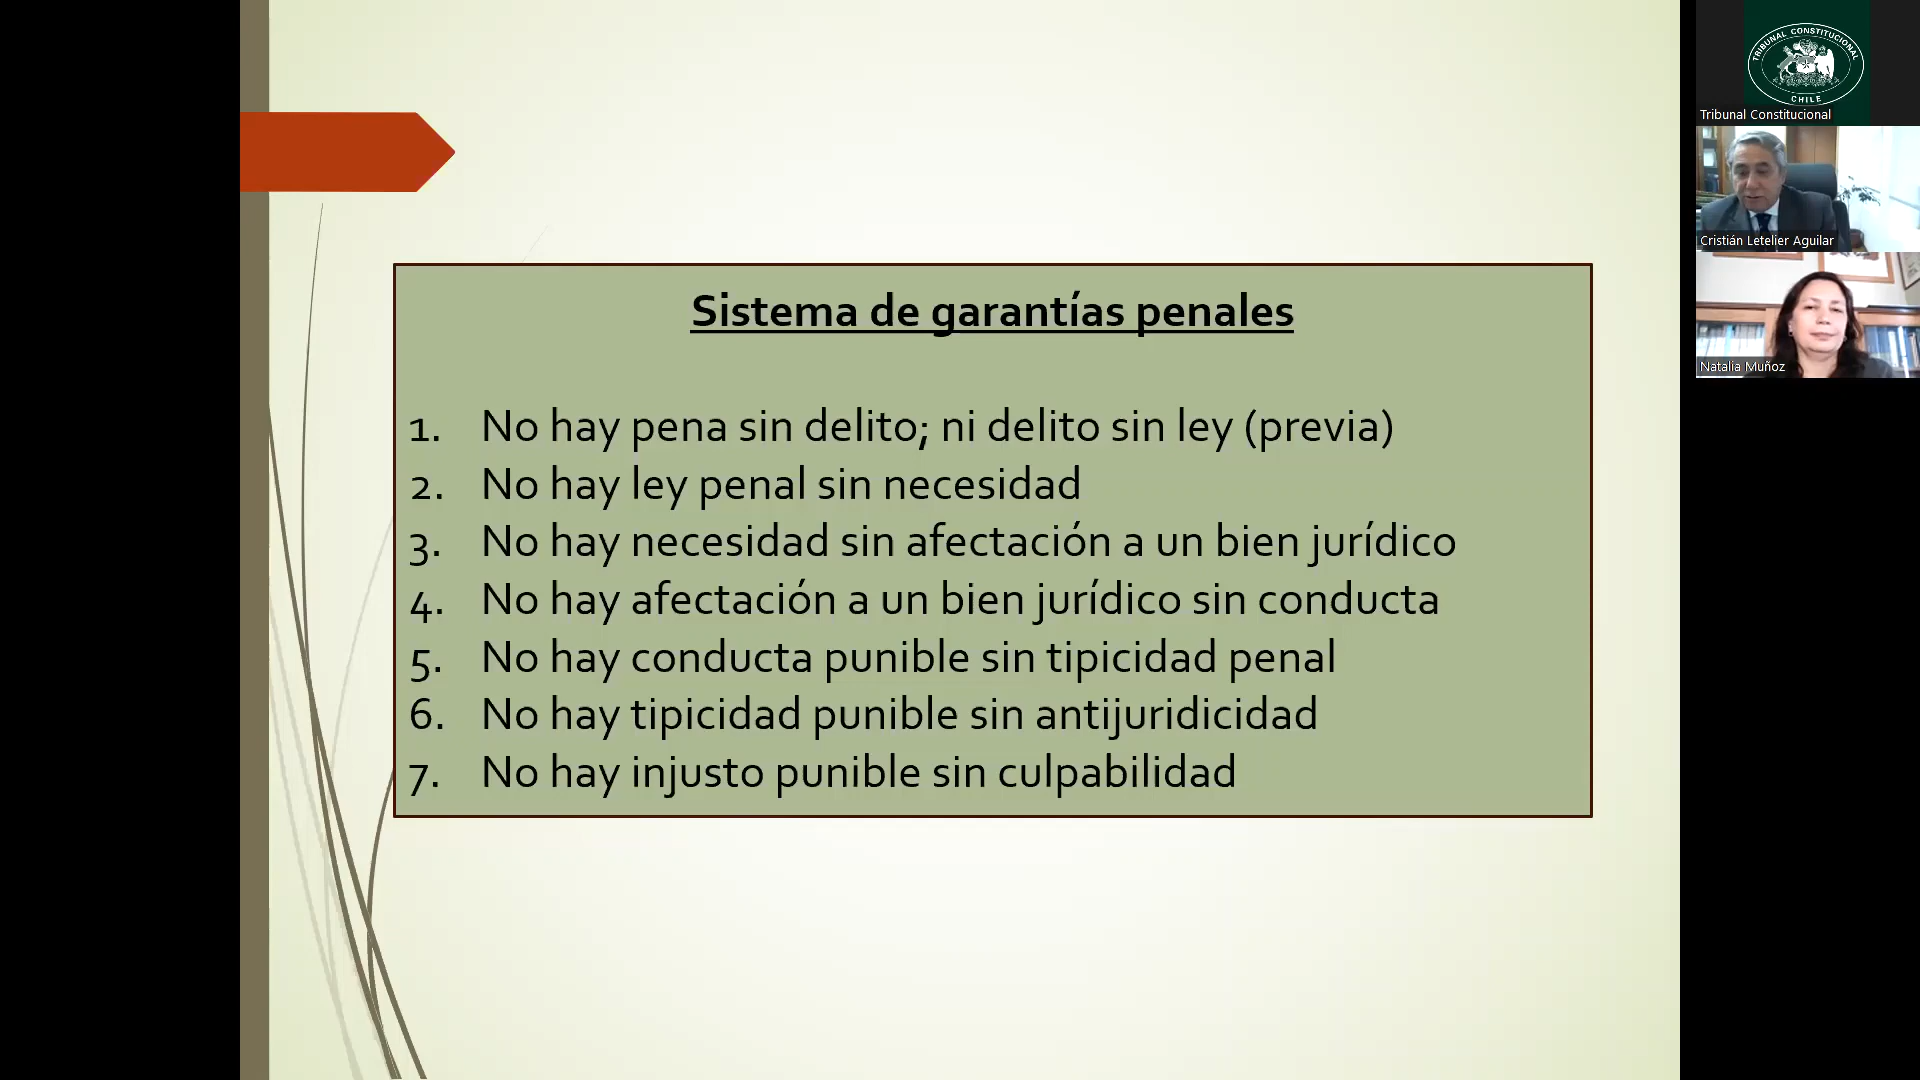 Sistema de garantías penales
1. No hay pena sin delito; ni delito sin ley (previa)
2. No hay ley penal sin necesidad
3. No hay necesidad sin afectación a un bien jurídico
4. No hay afectación a un bien jurídico sin conducta
5. No hay conducta punible sin tipicidad penal
6. No hay tipicidad punible sin antijuridicidad
7. No hay injusto punible sin culpabilidad
TRIBUNAL CONSTITUCIONAL
CHILE
Tribunal Constitucional
Cristián Letelier Aguilar
Natalia Muñoz